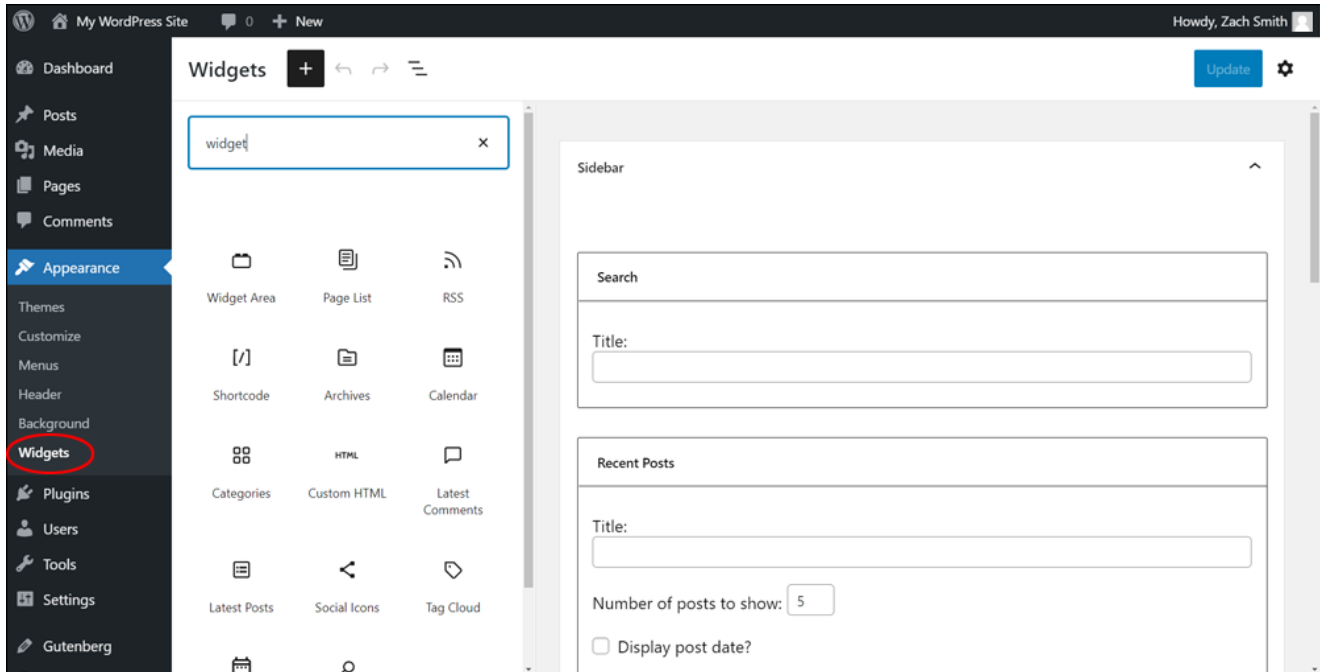 My WordPress Site 0 New Howdy, Zach Smith
Dashboard
Posts
Media
Pages
Comments
Appearance
Themes
Customize
Menus
Header
Background
Widgets
Plugins
Users
Tools
Settings
Gutenberg
Widgets
Update
widget
Widget Area Page List RSS
[/]
Shortcode Archives Calendar
HTML
Categories Custom HTML Latest
Comments
Latest Posts Social Icons Tag Cloud
Sidebar
Search
Title:
Recent Posts
Title:
Number of posts to show: 5
Display post date?